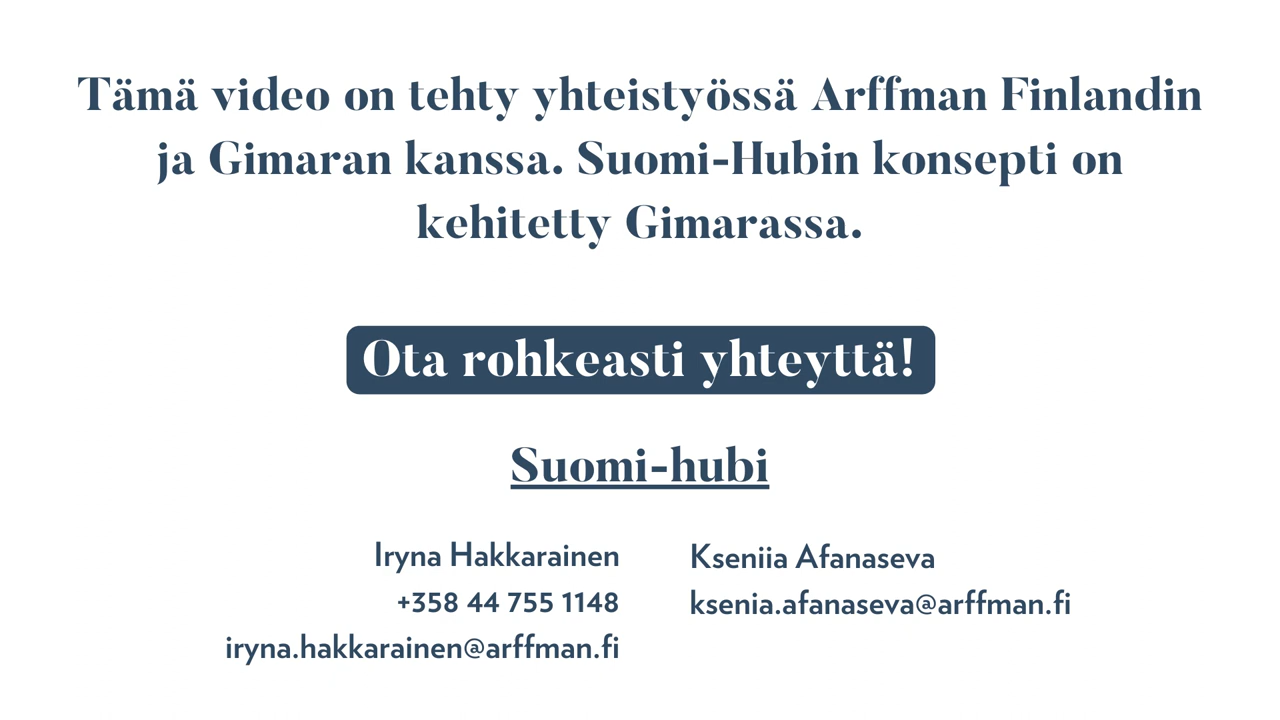 Tämä video on tehty yhteistyössä Arffman Finlandin
ja Gimaran kanssa. Suomi-Hubin konsepti on
kehitetty Gimarassa.
Ota rohkeasti yhteyttä!
Suomi-hubi
Iryna Hakkarainen
+358 44 755 1148
iryna.hakkarainen@arffman.fi
Kseniia Afanaseva
ksenia.afanaseva@arffman.fi